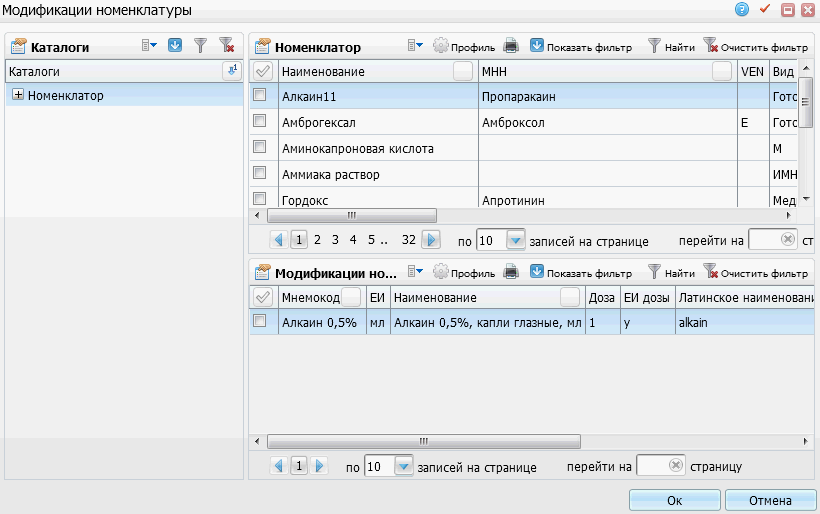 Модификации номенклатуры
Каталоги
Каталоги
Номенклатор
Номенклатор Профиль Показать фильтр Найти Очистить фильтр
Наименование МНН VEN Вид
Алкаин11 Пропаракаин Гото
Амброгексал Амброксол E Гото
Аминокапроновая кислота М
Аммиака раствор ИМН
Гордокс Апротинин Мед
1 2 3 4 5 .. 32 по 10 записей на странице перейти на ст
Модификации но... Профиль Показать фильтр Найти Очистить фильтр
Мнемокод ЕИ Наименование Доза ЕИ дозы Латинское наименовани
Алкаин 0,5% мл Алкаин 0,5%, капли глазные, мл 1 у alkain
1 по 10 записей на странице перейти на страницу
Ок Отмена